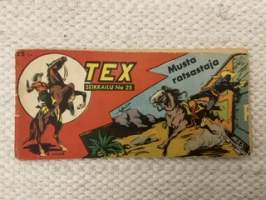 TEX
SEIKKAILU No 25
Musta
ratsastaja